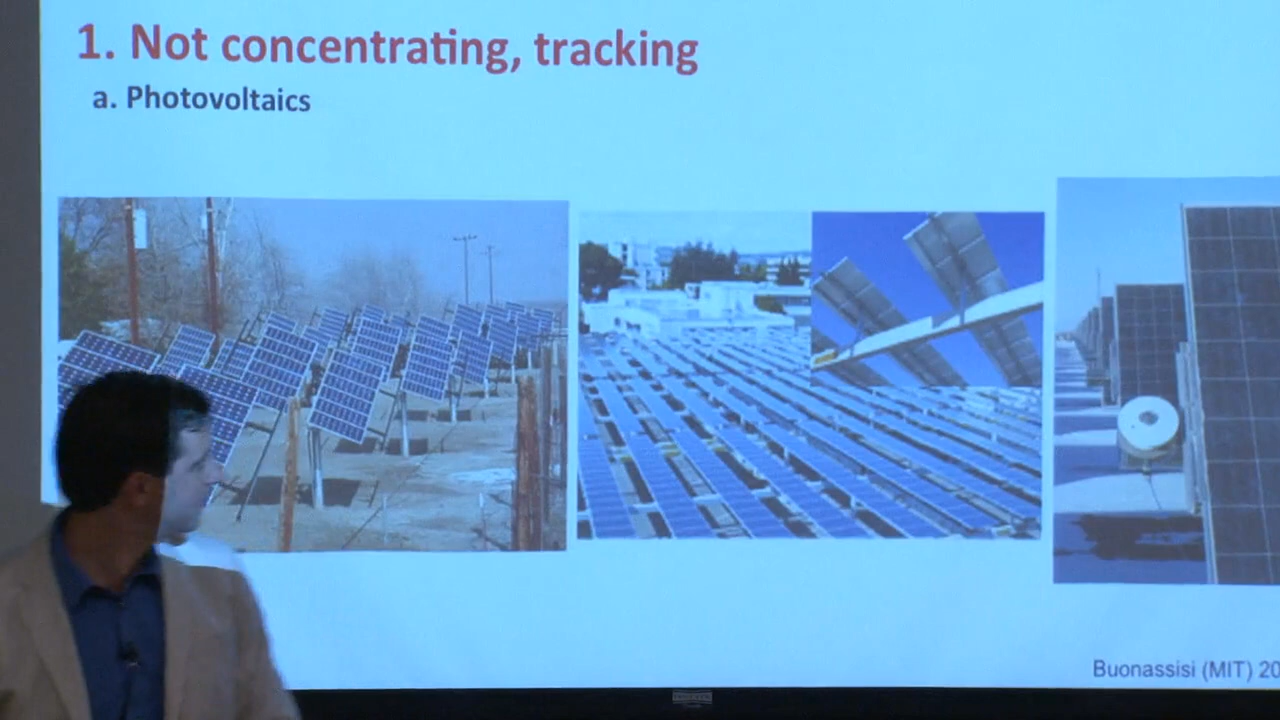 1. Not concentrating, tracking
a. Photovoltaics
Buonassisi (MIT) 20